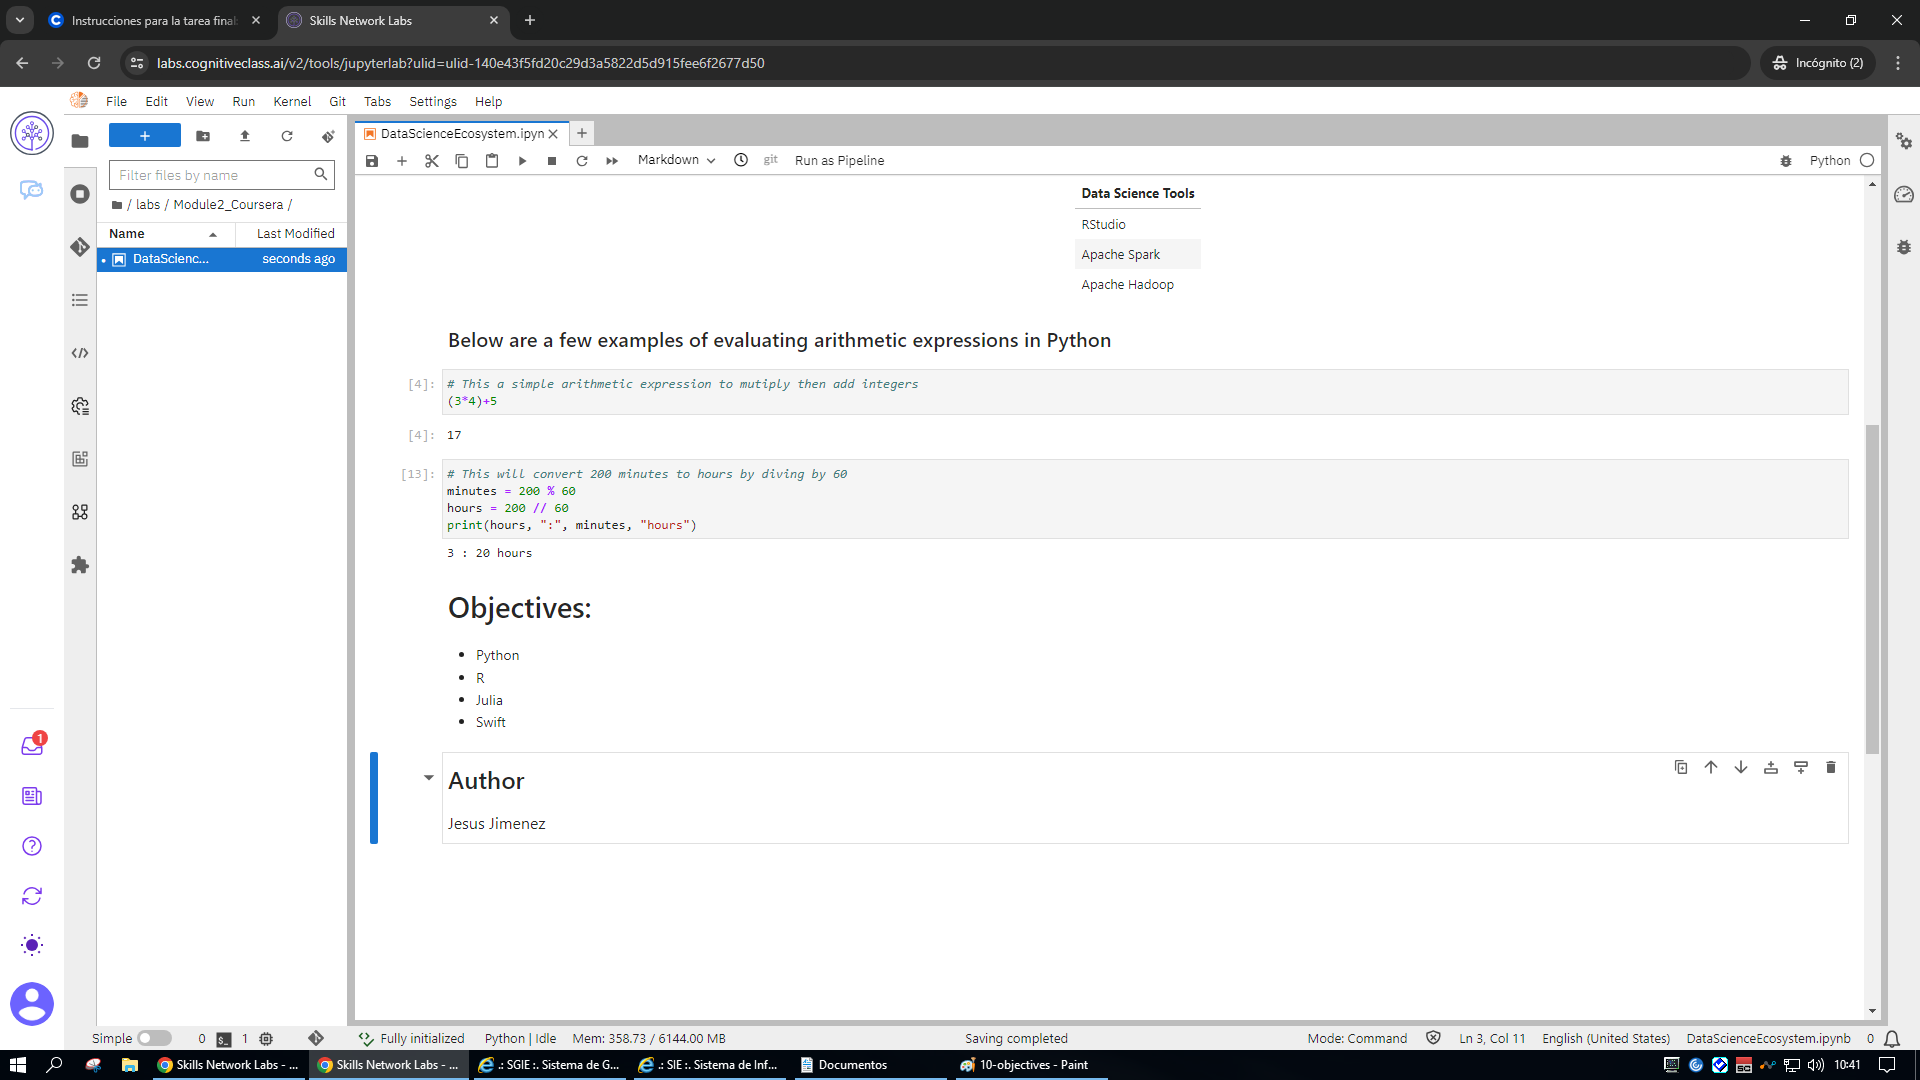 Instrucciones para la tarea final
Skills Network Labs
labs.cognitiveclass.ai/v2/tools/jupyterlab?ulid=ulid-140e43f5fd20c29d3a5822d5d915fee6f2677d50
Incógnito (2)
File Edit View Run Kernel Git Tabs Settings Help
DataScienceEcosystem.ipyn
Markdown
git
Run as Pipeline
Python
Filter files by name
/ labs / Module2_Coursera /
Name
Last Modified
DataScienc...
seconds ago
Data Science Tools
RStudio
Apache Spark
Apache Hadoop
Below are a few examples of evaluating arithmetic expressions in Python
[4]: # This a simple arithmetic expression to mutiply then add integers
(3*4)+5
[4]: 17
[13]: # This will convert 200 minutes to hours by diving by 60
minutes = 200 % 60
hours = 200 // 60
print(hours, ":", minutes, "hours")
3 : 20 hours
Objectives:
• Python
• R
• Julia
• Swift
Author
Jesus Jimenez
1
Simple
0
$_
1
Fully initialized
Python | Idle
Mem: 358.73 / 6144.00 MB
Saving completed
Mode: Command
Ln 3, Col 11
English (United States)
DataScienceEcosystem.ipynb
0
Skills Network Labs - ...
Skills Network Labs - ...
.: SGIE :. Sistema de G...
.: SIE :. Sistema de Inf...
Documentos
10-objectives - Paint
10:41